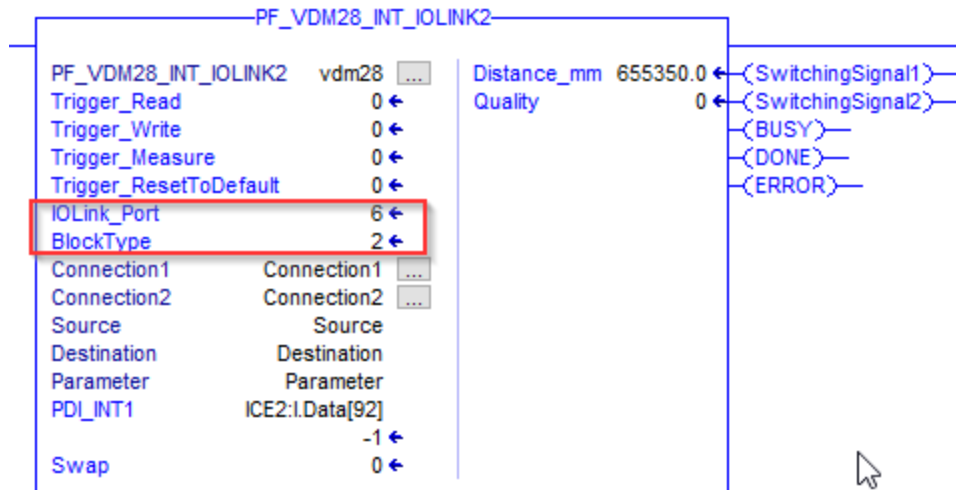 PF_VDM28_INT_IOLINK2
PF_VDM28_INT_IOLINK2 vdm28 ...
Trigger_Read 0
Trigger_Write 0
Trigger_Measure 0
Trigger_ResetToDefault 0
IOLink_Port 6
BlockType 2
Connection1 Connection1 ...
Connection2 Connection2 ...
Source Source
Destination Destination
Parameter Parameter
PDI_INT1 ICE2:I.Data[92]
-1
Swap 0
Distance_mm 655350.0
Quality 0
SwitchingSignal1
SwitchingSignal2
BUSY
DONE
ERROR